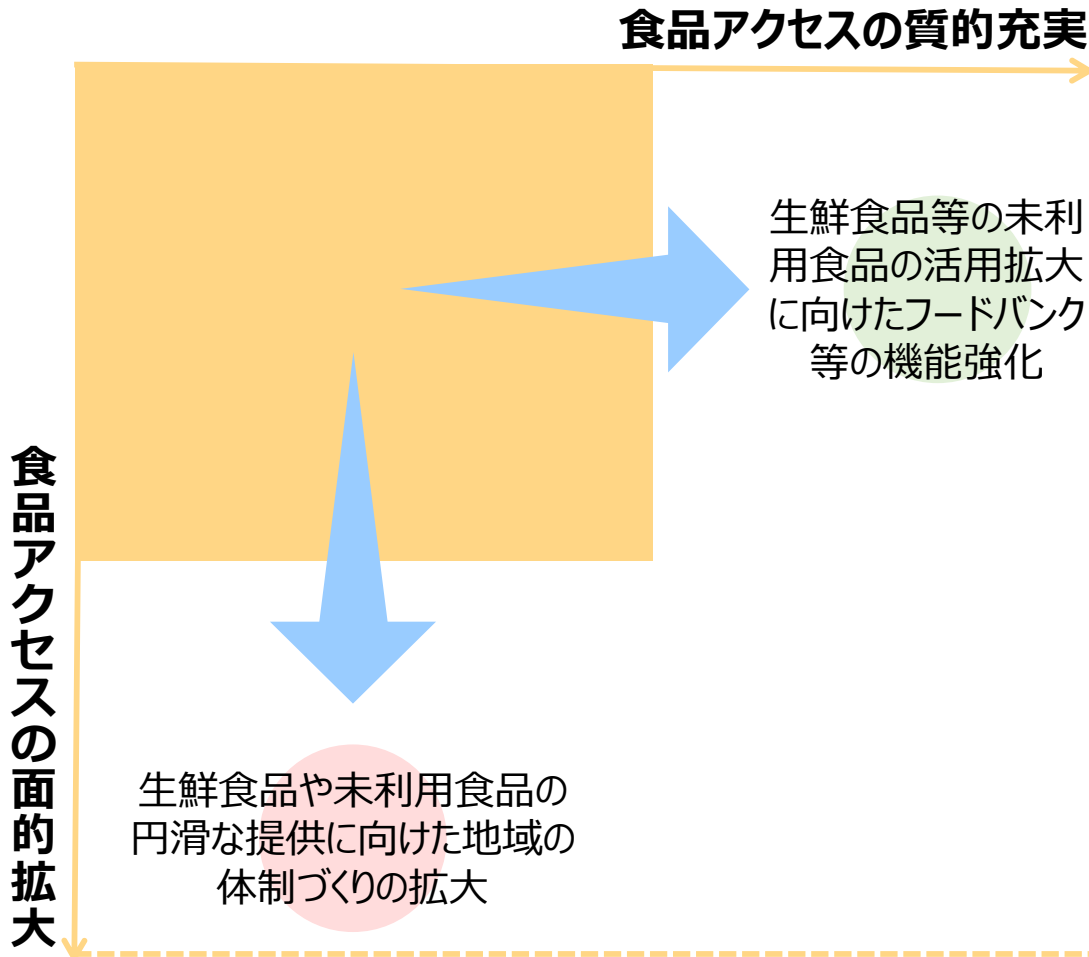 食品アクセスの質的充実
生鮮食品等の未利
用食品の活用拡大
に向けたフードバンク
等の機能強化
食品アクセスの面的拡大
生鮮食品や未利用食品の
円滑な提供に向けた地域の
体制づくりの拡大